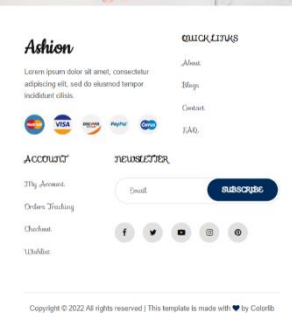 Ashion
Lorem ipsum dolor sit amet, consectetur
adipiscing elit, sed do eiusmod tempor
incididunt cilisis.
VISA
PayPal
QUICK LINKS
About
Blogs
Contact
FAQ
ACCOUNT
My Account
Orders Tracking
Checkout
Wishlist
NEWSLETTER
Email
SUBSCRIBE
Copyright © 2022 All rights reserved | This template is made with by Colorlib